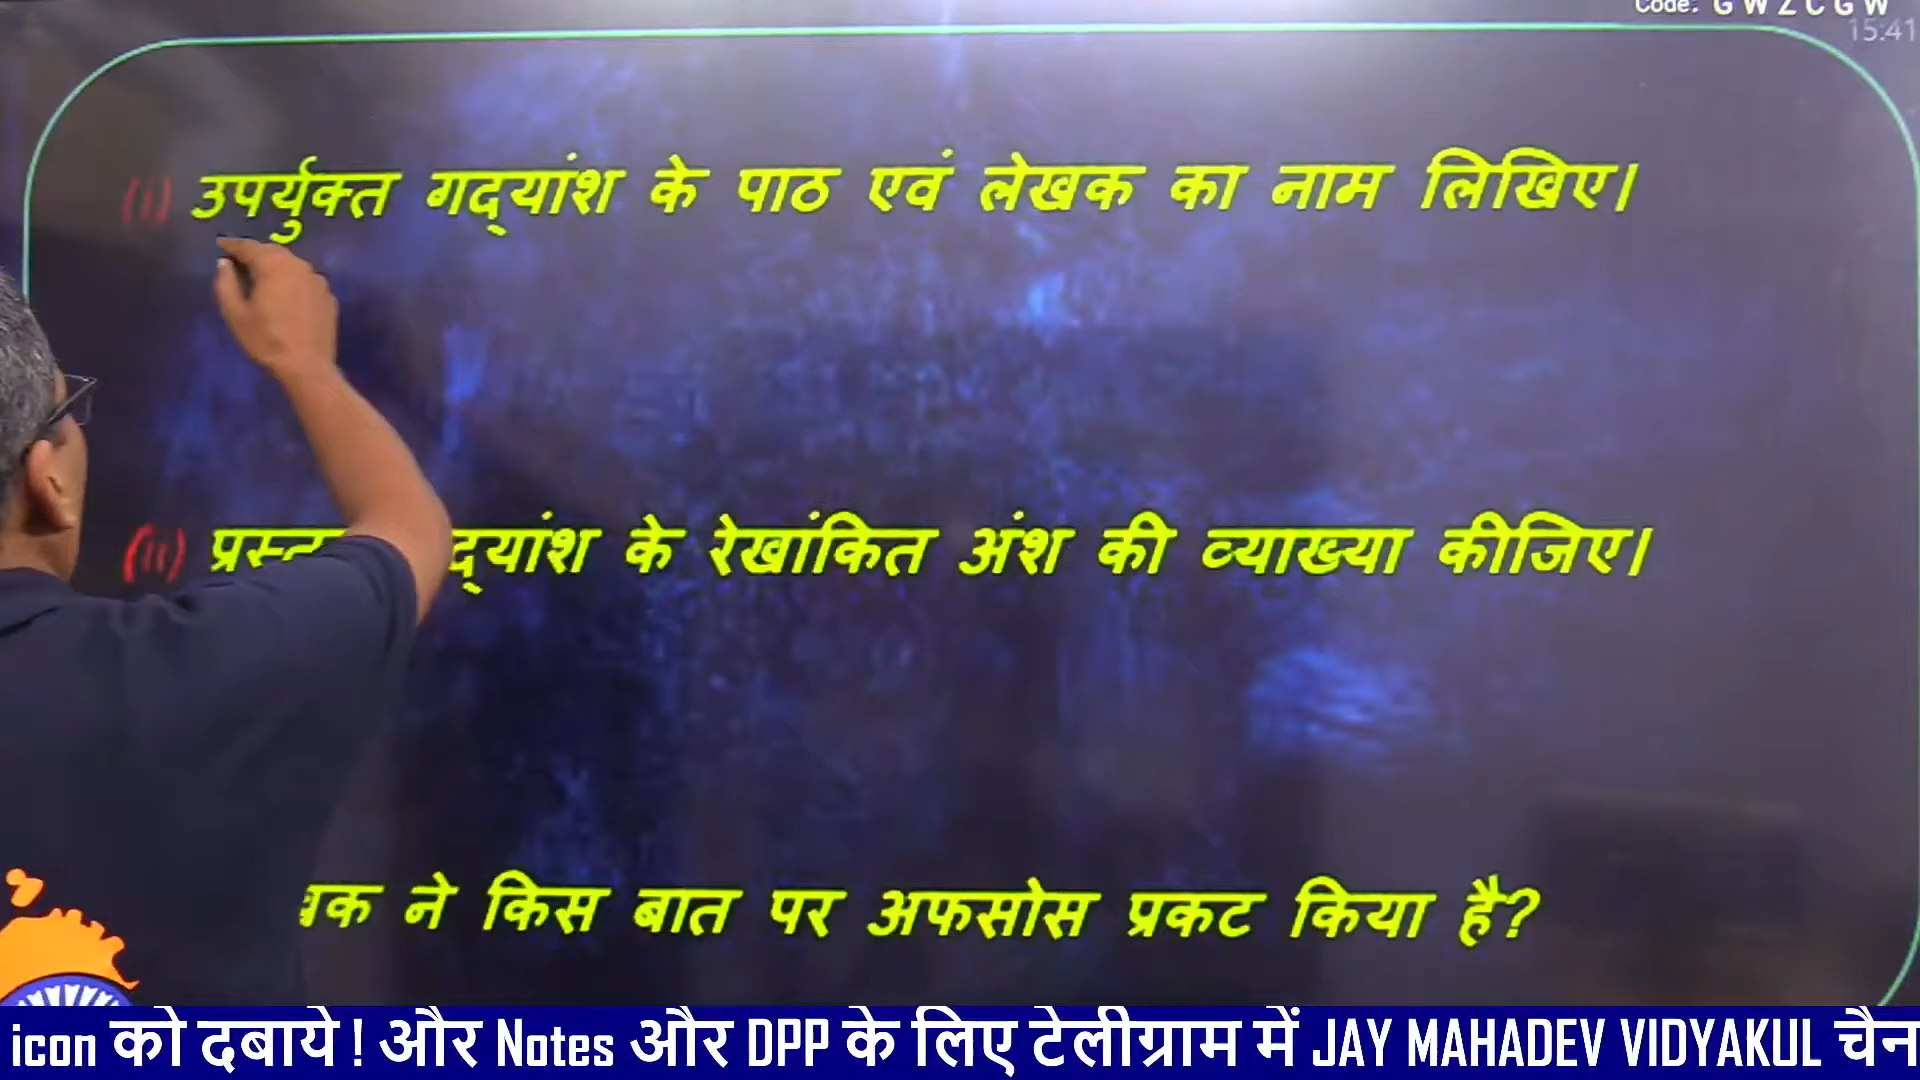 Code: G W Z C G W
15:41
(i) उपर्युक्त गद्यांश के पाठ एवं लेखक का नाम लिखिए।
(ii) के रेखांकित अंश की व्याख्या कीजिए।
ने किस बात पर अफसोस प्रकट किया है?
icon को दबाये ! और Notes और DPP के लिए टेलीग्राम में JAY MAHADEV VIDYAKUL